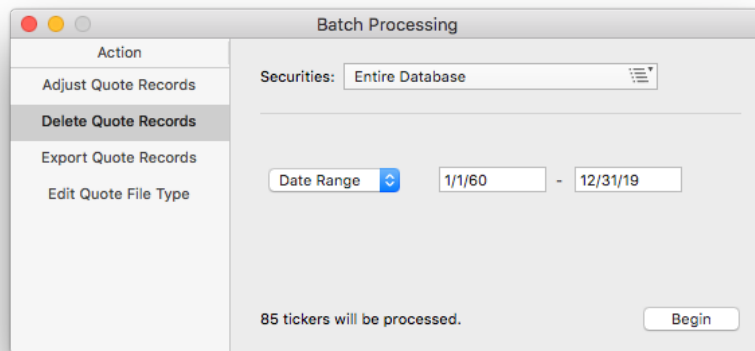 Batch Processing
Action
Adjust Quote Records
Delete Quote Records
Export Quote Records
Edit Quote File Type
Securities: Entire Database
Date Range 1/1/60 - 12/31/19
85 tickers will be processed. Begin